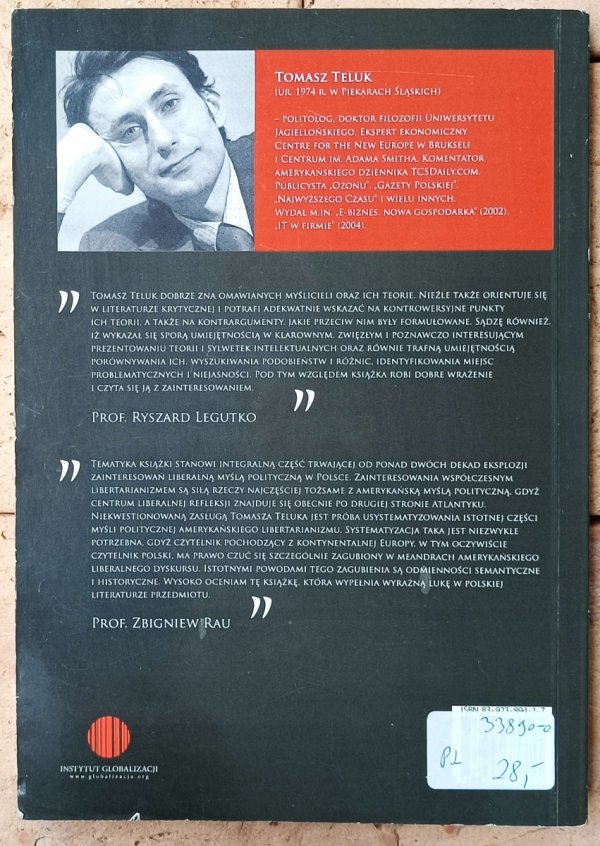 TOMASZ TELUK
(UR. 1974 R. W PIEKARACH ŚLĄSKICH)
– POLITOLOG, DOKTOR FILOZOFII UNIWERSYTETU
JAGIELLOŃSKIEGO. EKSPERT EKONOMICZNY
CENTRE FOR THE NEW EUROPE W BRUKSELI
I CENTRUM IM. ADAMA SMITHA. KOMENTATOR
AMERYKAŃSKIEGO DZIENNIKA TCSDAILY.COM.
PUBLICYSTA „OZONU”, „GAZETY POLSKIEJ”,
„NAJWYŻSZEGO CZASU” I WIELU INNYCH.
WYDAŁ M.IN. „E-BIZNES. NOWA GOSPODARKA” (2002),
„IT W FIRMIE” (2004).
” TOMASZ TELUK DOBRZE ZNA OMAWIANYCH MYŚLICIELI ORAZ ICH TEORIE. NIEŹLE TAKŻE ORIENTUJE SIĘ
W LITERATURZE KRYTYCZNEJ I POTRAFI ADEKWATNIE WSKAZAĆ NA KONTROWERSYJNE PUNKTY
ICH TEORII, A TAKŻE NA KONTRARGUMENTY, JAKIE PRZECIW NIM BYŁY FORMUŁOWANE. SĄDZĘ RÓWNIEŻ,
IŻ WYKAZAŁ SIĘ SPORĄ UMIEJĘTNOŚCIĄ W KLAROWNYM, ZWIĘZŁYM I POZNAWCZO INTERESUJĄCYM
PREZENTOWANIU TEORII I SYLWETEK INTELEKTUALNYCH ORAZ RÓWNIE TRAFNĄ UMIEJĘTNOŚCIĄ
PORÓWNYWANIA ICH, WYSZUKIWANIA PODOBIEŃSTW I RÓŻNIC, IDENTYFIKOWANIA MIEJSC
PROBLEMATYCZNYCH I NIEJASNOŚCI. POD TYM WZGLĘDEM KSIĄŻKA ROBI DOBRE WRAŻENIE
I CZYTA SIĘ JĄ Z ZAINTERESOWANIEM. ”
PROF. RYSZARD LEGUTKO
” TEMATYKA KSIĄŻKI STANOWI INTEGRALNĄ CZĘŚĆ TRWAJĄCEJ OD PONAD DWÓCH DEKAD EKSPLOZJI
ZAINTERESOWAŃ LIBERALNĄ MYŚLĄ POLITYCZNĄ W POLSCE. ZAINTERESOWANIA WSPÓŁCZESNYM
LIBERTARIANIZMEM SĄ SIŁĄ RZECZY NAJCZĘŚCIEJ TOŻSAME Z AMERYKAŃSKĄ MYŚLĄ POLITYCZNĄ, GDYŻ
CENTRUM LIBERALNEJ REFLEKSJI ZNAJDUJE SIĘ OBECNIE PO DRUGIEJ STRONIE ATLANTYKU.
NIEKWESTIONOWANĄ ZASŁUGĄ TOMASZA TELUKA JEST PRÓBA USYSTEMATYZOWANIA ISTOTNEJ CZĘŚCI
MYŚLI POLITYCZNEJ AMERYKAŃSKIEGO LIBERTARIANIZMU. SYSTEMATYZACJA TAKA JEST NIEZWYKLE
POTRZEBNA, GDYŻ CZYTELNIK POCHODZĄCY Z KONTYNENTALNEJ EUROPY, W TYM OCZYWIŚCIE
CZYTELNIK POLSKI, MA PRAWO CZUĆ SIĘ SZCZEGÓLNIE ZAGUBIONY W MEANDRACH AMERYKAŃSKIEGO
LIBERALNEGO DYSKURSU. ISTOTNYMI POWODAMI TEGO ZAGUBIENIA SĄ ODMIENNOŚCI SEMANTYCZNE
I HISTORYCZNE. WYSOKO OCENIAM TĘ KSIĄŻKĘ, KTÓRA WYPEŁNIA WYRAŹNĄ LUKĘ W POLSKIEJ
LITERATURZE PRZEDMIOTU. ”
PROF. ZBIGNIEW RAU
INSTYTUT GLOBALIZACJI
www.globalizacja.org
ISBN
33890-0
28,-